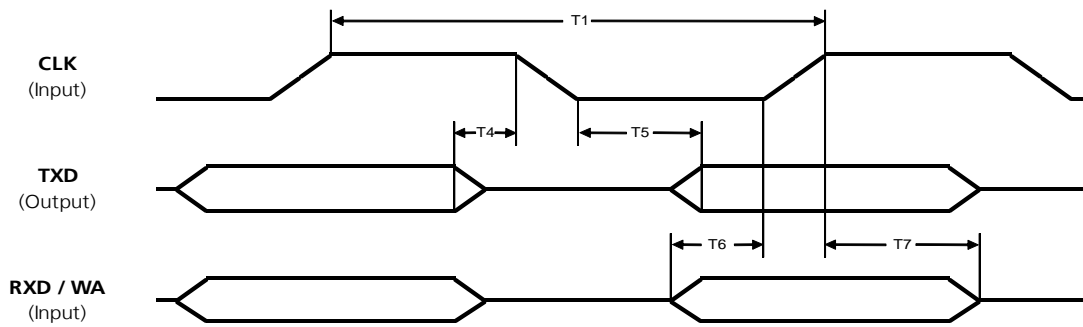 T1
CLK
(Input)
T4
T5
TXD
(Output)
T6
T7
RXD / WA
(Input)